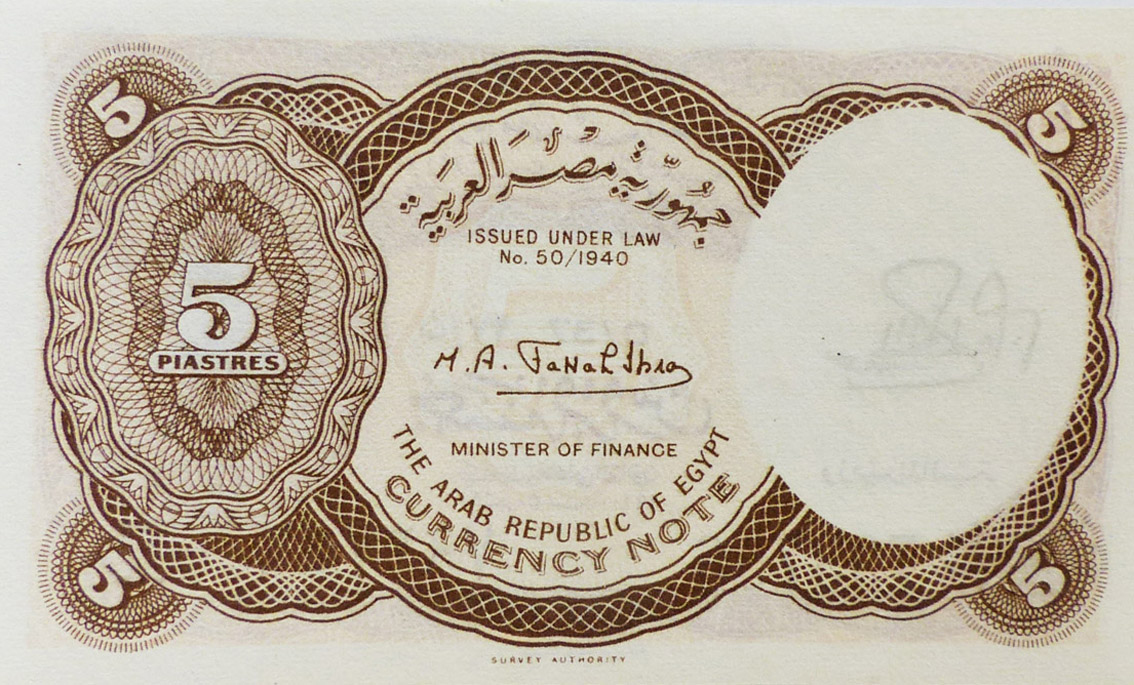 5
5
جمهورية مصر العربية
ISSUED UNDER LAW
No. 50/1940
5
PIASTRES
MINISTER OF FINANCE
THE ARAB REPUBLIC OF EGYPT
CURRENCY NOTE
5
5
SURVEY AUTHORITY